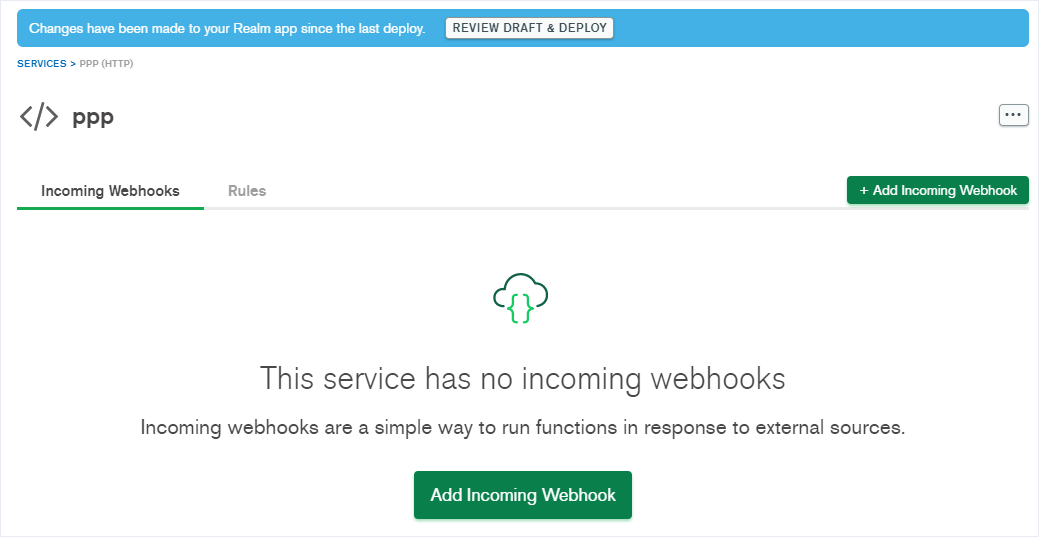 Changes have been made to your Realm app since the last deploy. REVIEW DRAFT & DEPLOY
SERVICES > PPP (HTTP)
</> ppp
Incoming Webhooks Rules + Add Incoming Webhook
{}
This service has no incoming webhooks
Incoming webhooks are a simple way to run functions in response to external sources.
Add Incoming Webhook